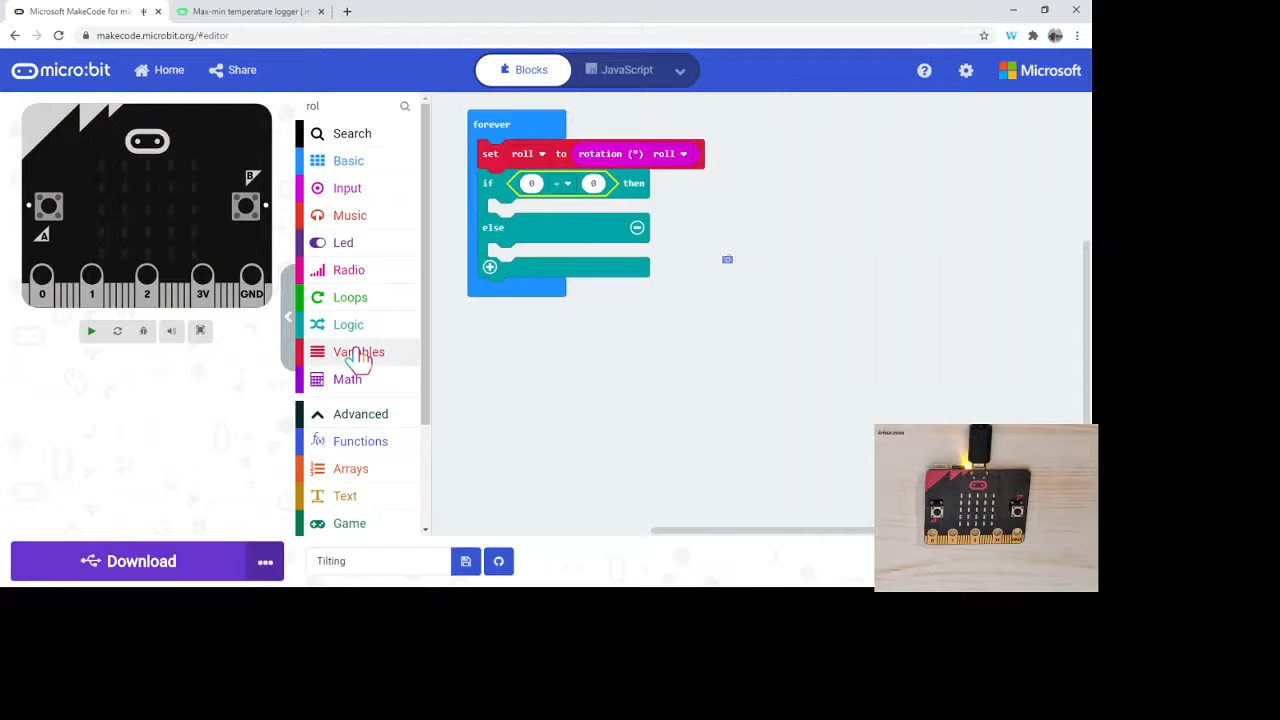 Microsoft MakeCode for mic
Max-min temperature logger | m
makecode.microbit.org/#editor
micro:bit
Home
Share
Blocks
JavaScript
Microsoft
rol
Search
Basic
Input
Music
Led
Radio
Loops
Logic
Variables
Math
Advanced
Functions
Arrays
Text
Game
A
B
0 1 2 3V GND
forever
set roll to rotation (°) roll
if 0 = 0 then
else
Download
Tilting